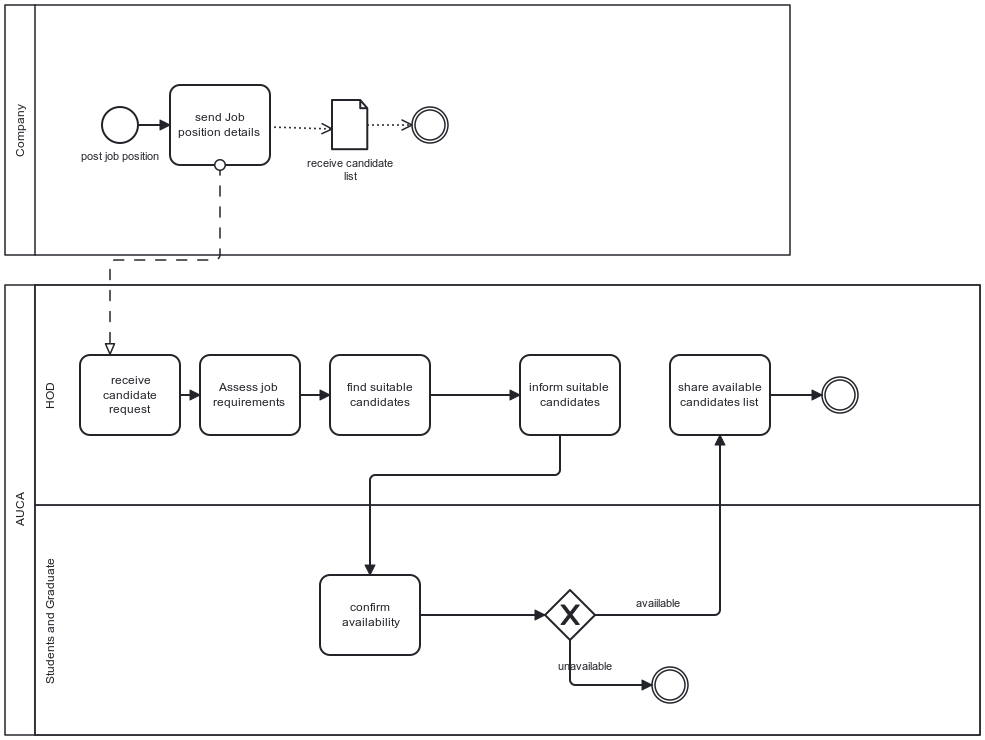 Company
post job position
send Job
position details
receive candidate
list
AUCA
HOD
receive
candidate
request
Assess job
requirements
find suitable
candidates
inform suitable
candidates
share available
candidates list
Students and Graduate
confirm
availability
X
avaiilable
unavailable